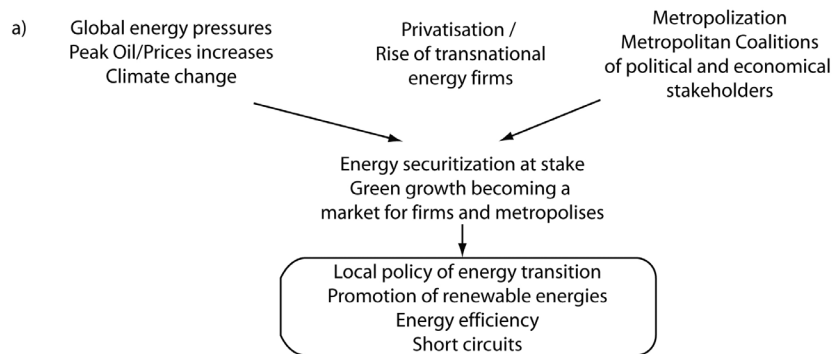 a)
Global energy pressures
Peak Oil/Prices increases
Climate change
Privatisation /
Rise of transnational
energy firms
Metropolization
Metropolitan Coalitions
of political and economical
stakeholders
Energy securitization at stake
Green growth becoming a
market for firms and metropolises
Local policy of energy transition
Promotion of renewable energies
Energy efficiency
Short circuits